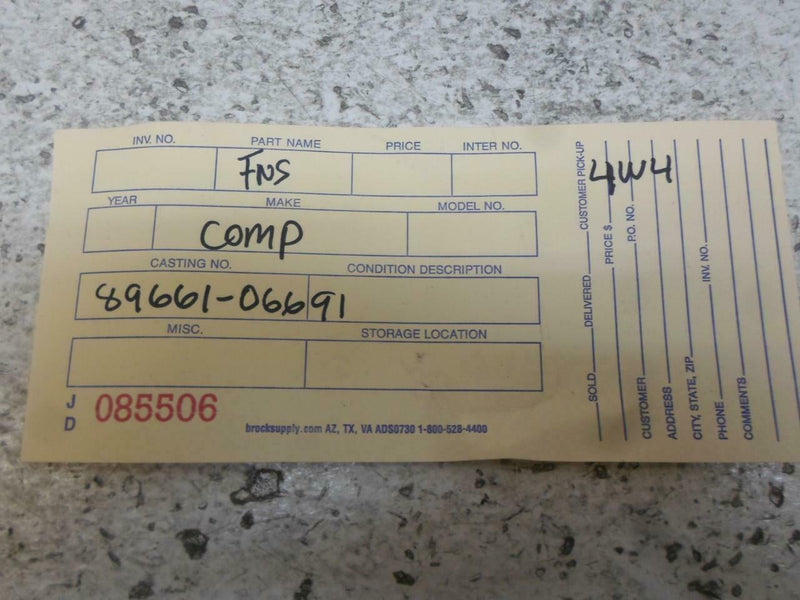 INV. NO. PART NAME PRICE INTER NO.
FNS
YEAR MAKE MODEL NO.
COMP
CASTING NO. CONDITION DESCRIPTION
89661-06691
MISC. STORAGE LOCATION
J
D
085506
brocksupply.com AZ, TX, VA ADS0730 1-800-528-4400
4W4
SOLD DELIVERED CUSTOMER PICK-UP
PRICE $
CUSTOMER P.O. NO.
ADDRESS
CITY, STATE, ZIP
PHONE INV. NO.
COMMENTS